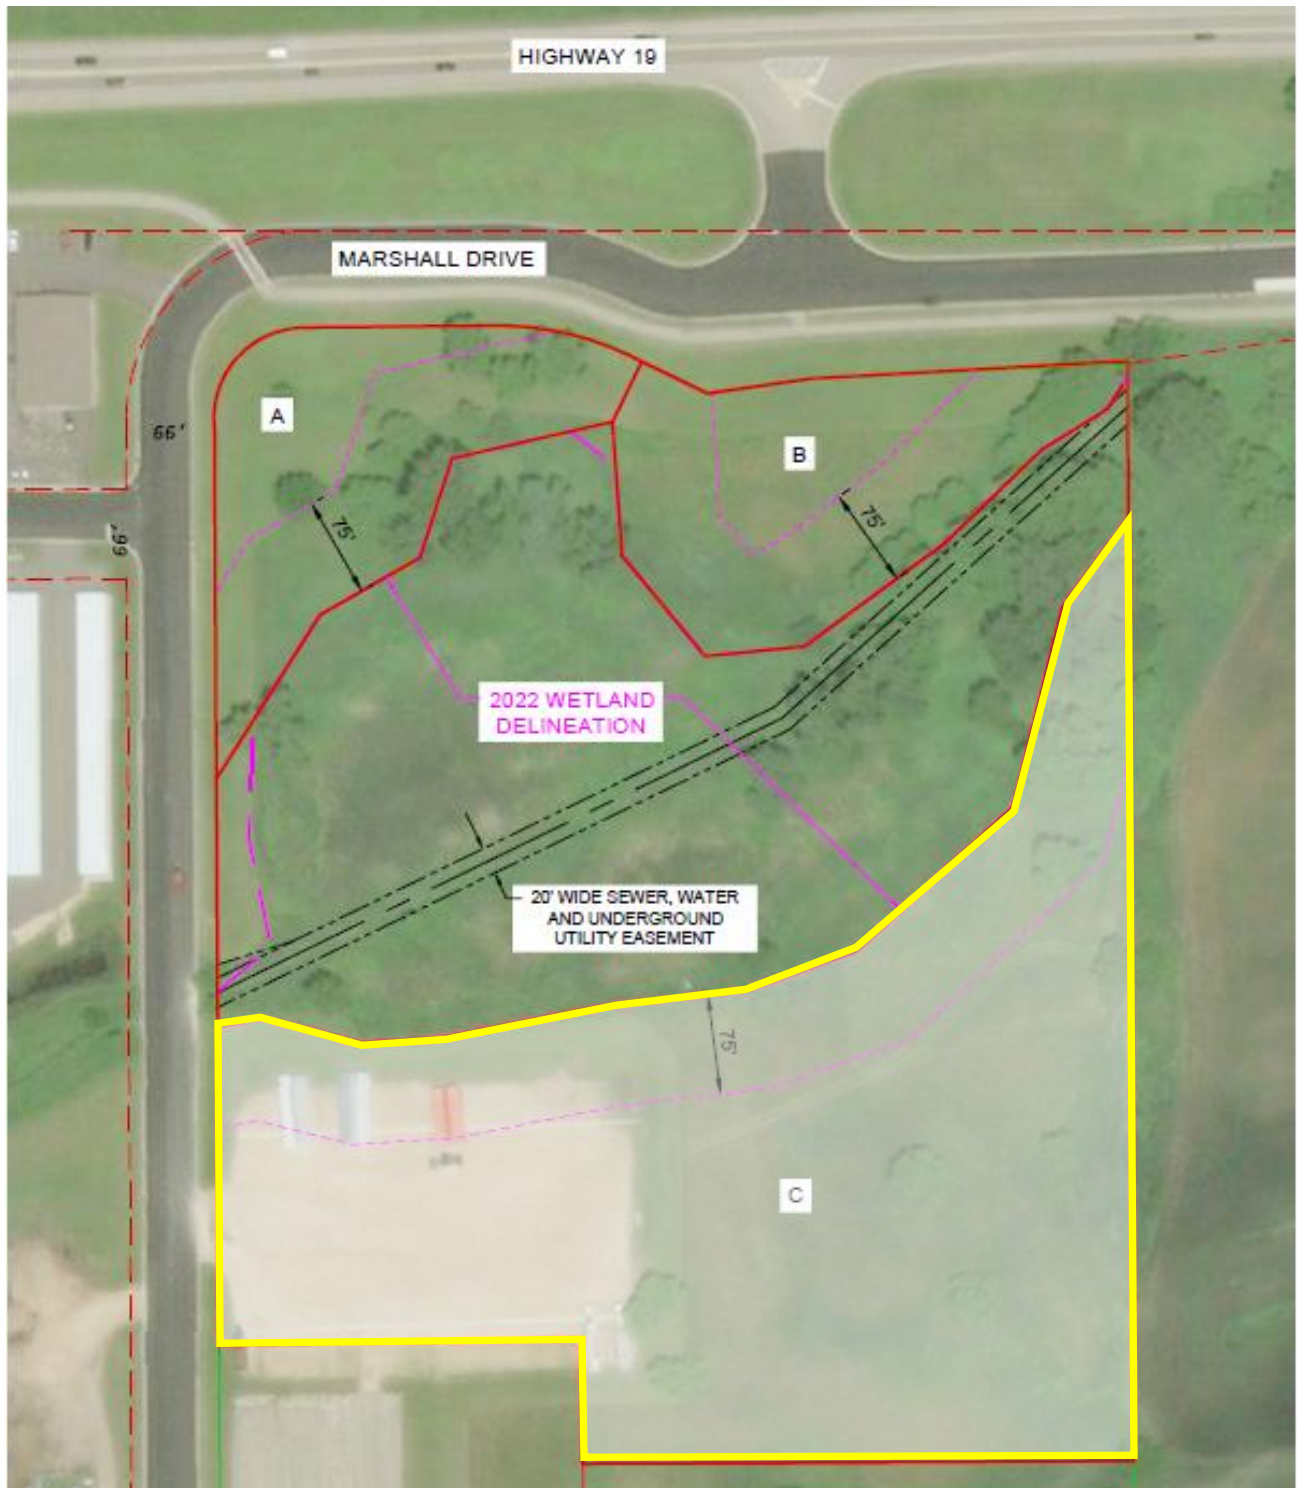 HIGHWAY 19
MARSHALL DRIVE
A
66'
B
75'
75'
66'
2022 WETLAND
DELINEATION
20' WIDE SEWER, WATER
AND UNDERGROUND
UTILITY EASEMENT
75'
C